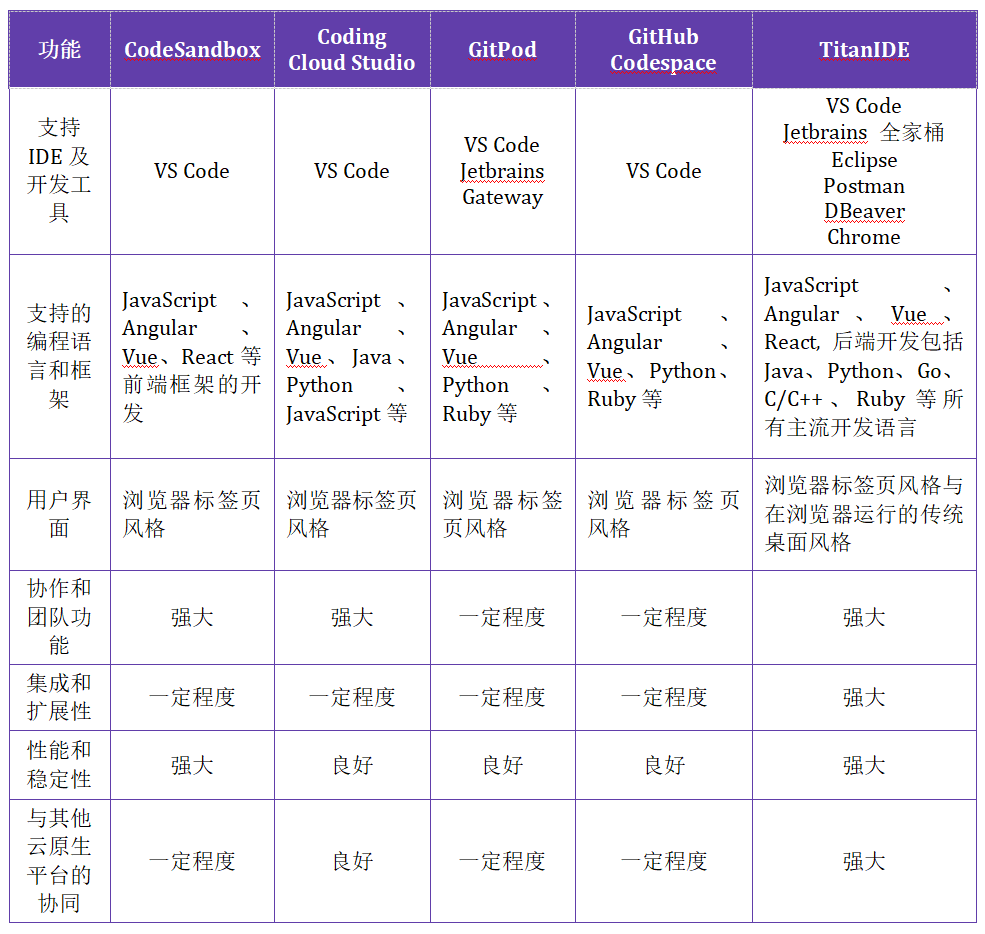 功能
CodeSandbox
Coding
Cloud Studio
GitPod
GitHub
Codespace
TitanIDE
支持
IDE 及
开发工
具
VS Code
VS Code
VS Code
Jetbrains
Gateway
VS Code
VS Code
Jetbrains 全家桶
Eclipse
Postman
DBeaver
Chrome
支持的
编程语
言和框
架
JavaScript 、
Angular 、
Vue、React 等
前端框架的开
发
JavaScript 、
Angular 、
Vue、Java、
Python 、
JavaScript 等
JavaScript、
Angular 、
Vue 、
Python 、
Ruby 等
JavaScript 、
Angular 、
Vue、Python、
Ruby 等
JavaScript 、
Angular 、 Vue 、
React, 后端开发包括
Java、Python、Go、
C/C++ 、 Ruby 等所
有主流开发语言
用户界
面
浏览器标签页
风格
浏览器标签页
风格
浏览器标签
页风格
浏览器标签页
风格
浏览器标签页风格与
在浏览器运行的传统
桌面风格
协作和
团队功
能
强大
强大
一定程度
一定程度
强大
集成和
扩展性
一定程度
一定程度
一定程度
一定程度
强大
性能和
稳定性
强大
良好
良好
良好
强大
与其他
云原生
平台的
协同
一定程度
良好
一定程度
一定程度
强大